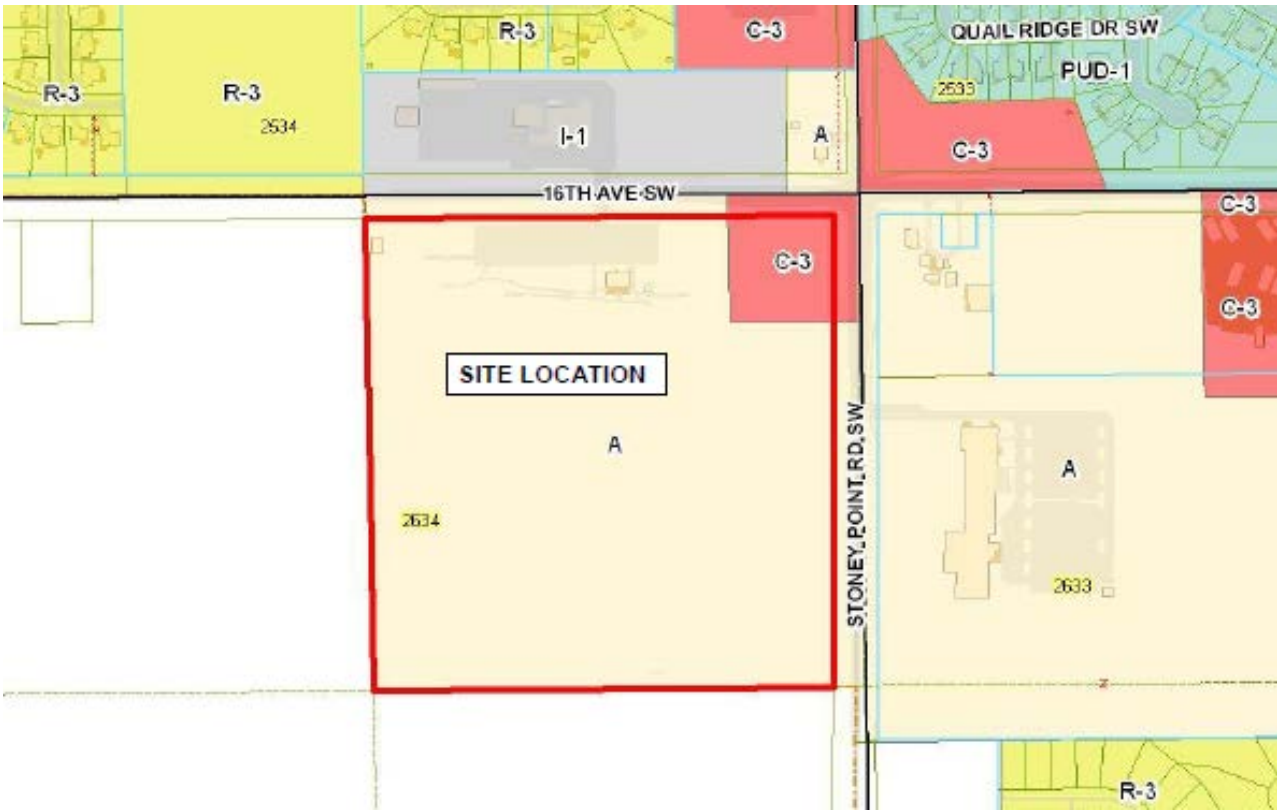 R-3
C-3
QUAIL RIDGE DR SW
PUD-1
R-3
R-3
2533
2534
I-1
A
C-3
16TH AVE SW
C-3
C-3
C-3
SITE LOCATION
A
STONEY POINT RD SW
A
2634
2633
R-3